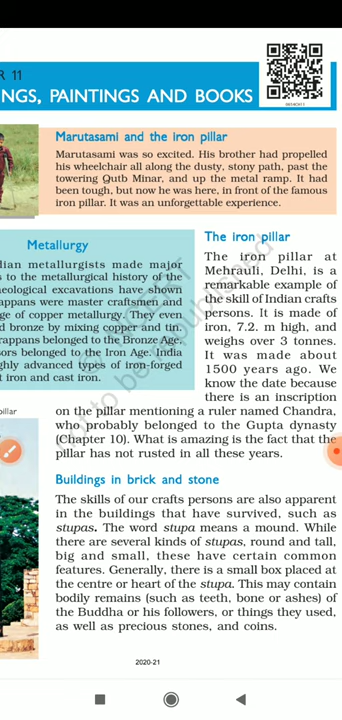 R 11
NGS, PAINTINGS AND BOOKS
0654CH11
Marutasami and the iron pillar
Marutasami was so excited. His brother had propelled
his wheelchair all along the dusty, stony path, past the
towering Qutb Minar, and up the metal ramp. It had
been tough, but now he was here, in front of the famous
iron pillar. It was an unforgettable experience.
Metallurgy
dian metallurgists made major
s to the metallurgical history of the
heological excavations have shown
appans were master craftsmen and
ge of copper metallurgy. They even
d bronze by mixing copper and tin.
rappans belonged to the Bronze Age,
sors belonged to the Iron Age. India
ghly advanced types of iron-forged
t iron and cast iron.
pillar
The iron pillar
The iron pillar at
Mehrauli, Delhi, is a
remarkable example of
the skill of Indian crafts
persons. It is made of
iron, 7.2. m high, and
weighs over 3 tonnes.
It was made about
1500 years ago. We
know the date because
there is an inscription
on the pillar mentioning a ruler named Chandra,
who probably belonged to the Gupta dynasty
(Chapter 10). What is amazing is the fact that the
pillar has not rusted in all these years.
Buildings in brick and stone
The skills of our crafts persons are also apparent
in the buildings that have survived, such as
stupas. The word stupa means a mound. While
there are several kinds of stupas, round and tall,
big and small, these have certain common
features. Generally, there is a small box placed at
the centre or heart of the stupa. This may contain
bodily remains (such as teeth, bone or ashes) of
the Buddha or his followers, or things they used,
as well as precious stones, and coins.
2020-21
not to be republished